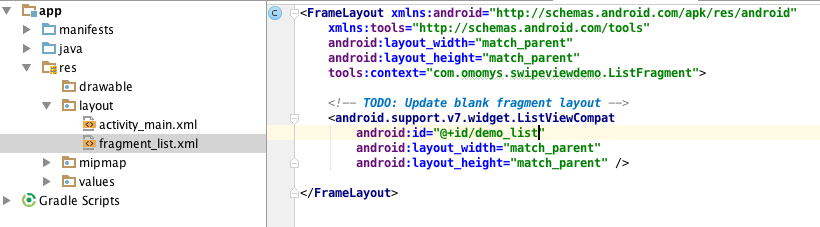 app
manifests
java
res
drawable
layout
activity_main.xml
fragment_list.xml
mipmap
values
Gradle Scripts
C
<FrameLayout xmlns:android="http://schemas.android.com/apk/res/android"
xmlns:tools="http://schemas.android.com/tools"
android:layout_width="match_parent"
android:layout_height="match_parent"
tools:context="com.omomys.swipeviewdemo.ListFragment">
<!-- TODO: Update blank fragment layout -->
<android.support.v7.widget.ListViewCompat
android:id="@+id/demo_list"
android:layout_width="match_parent"
android:layout_height="match_parent" />
</FrameLayout>